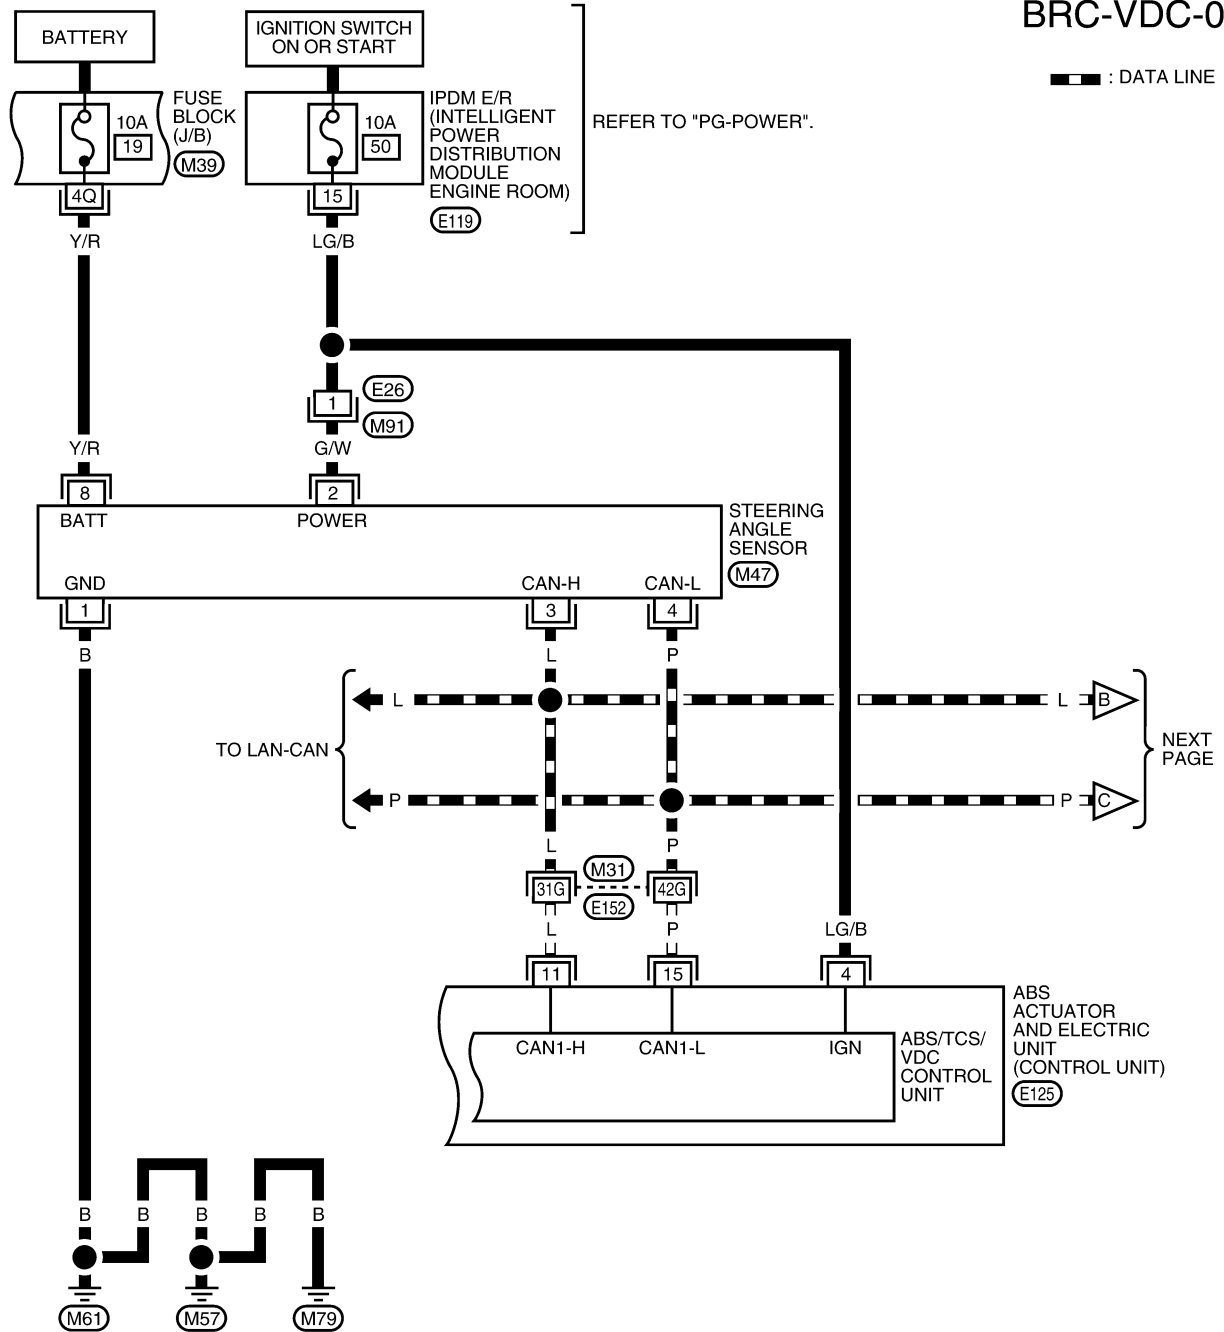 BRC-VDC-0
: DATA LINE
BATTERY
IGNITION SWITCH
ON OR START
FUSE
BLOCK
(J/B)
M39
10A
19
10A
50
IPDM E/R
(INTELLIGENT
POWER
DISTRIBUTION
MODULE
ENGINE ROOM)
E119
REFER TO "PG-POWER".
4Q
15
Y/R
LG/B
1
E26
M91
Y/R
G/W
8
2
BATT
POWER
STEERING
ANGLE
SENSOR
M47
GND
CAN-H
CAN-L
1
3
4
B
L
P
L
L
B
TO LAN-CAN
NEXT
PAGE
P
P
C
L
P
31G
M31
E152
42G
L
P
LG/B
11
15
4
ABS
ACTUATOR
AND ELECTRIC
UNIT
(CONTROL UNIT)
E125
CAN1-H
CAN1-L
IGN
ABS/TCS/
VDC
CONTROL
UNIT
B
B
B
B
B
M61
M57
M79